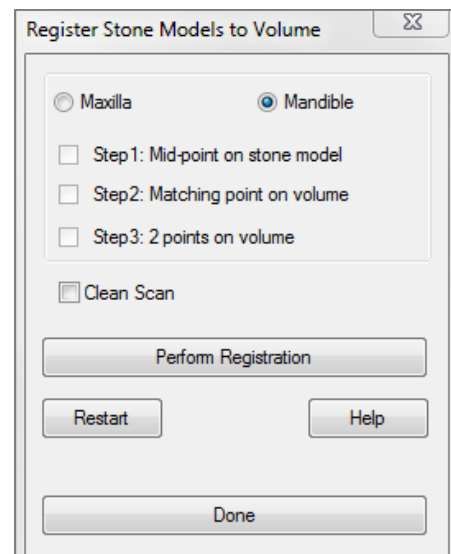 Register Stone Models to Volume
Maxilla Mandible
Step1: Mid-point on stone model
Step2: Matching point on volume
Step3: 2 points on volume
Clean Scan
Perform Registration
Restart Help
Done